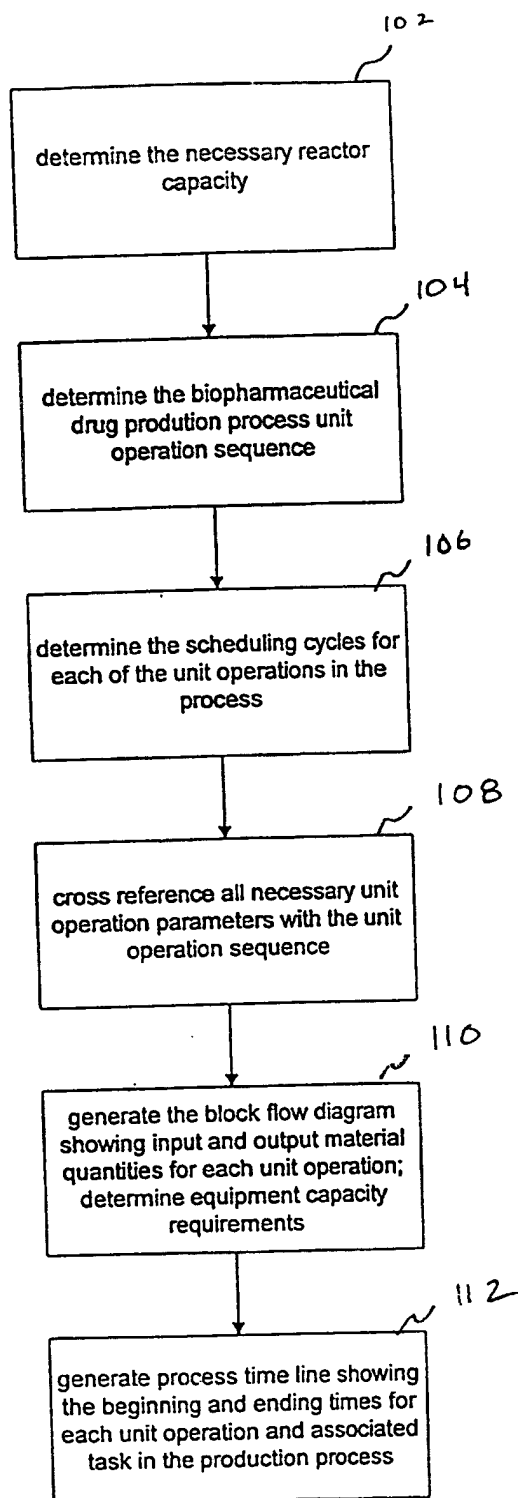 102
determine the necessary reactor
capacity
104
determine the biopharmaceutical
drug prodution process unit
operation sequence
106
determine the scheduling cycles for
each of the unit operations in the
process
108
cross reference all necessary unit
operation parameters with the unit
operation sequence
110
generate the block flow diagram
showing input and output material
quantities for each unit operation;
determine equipment capacity
requirements
112
generate process time line showing
the beginning and ending times for
each unit operation and associated
task in the production process